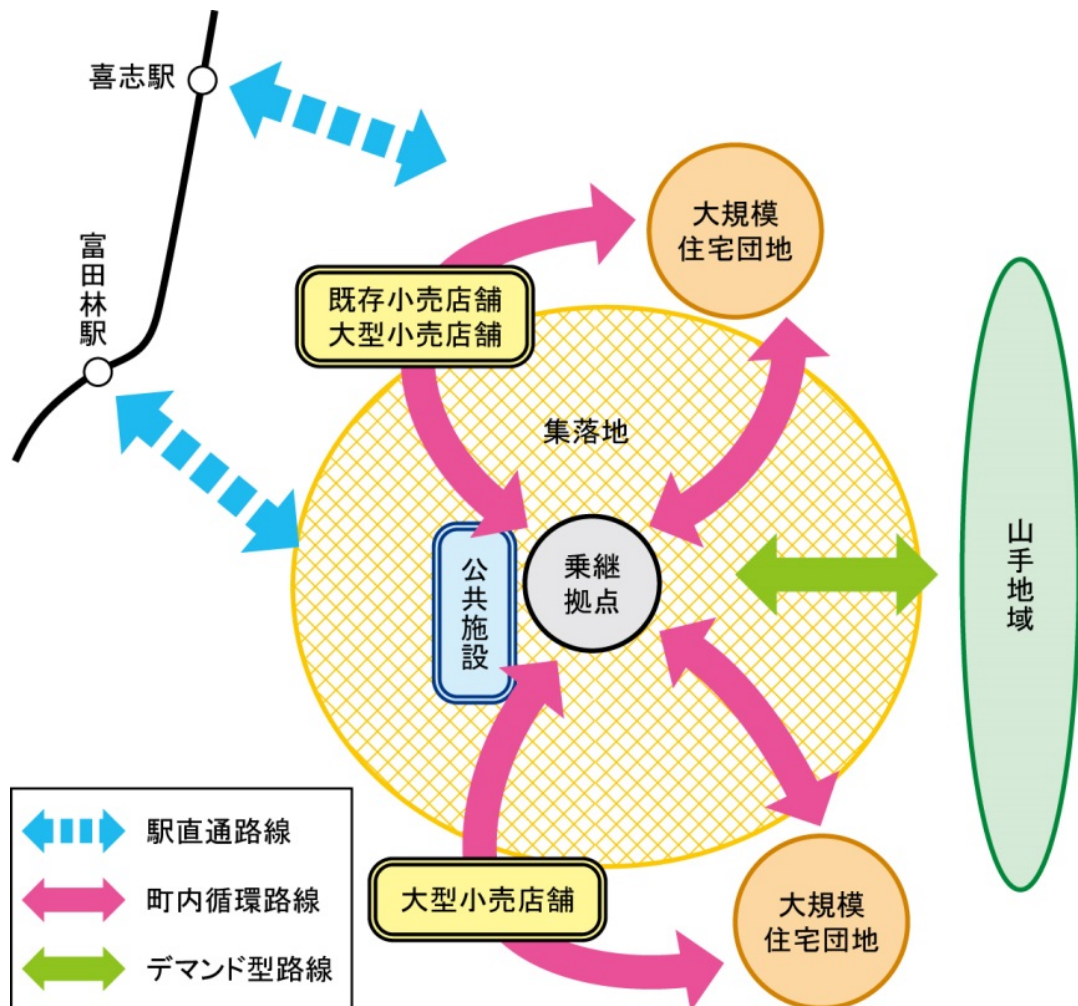 喜志駅
富田林駅
大規模
住宅団地
既存小売店舗
大型小売店舗
集落地
乗継
拠点
公共施設
山手地域
大型小売店舗
大規模
住宅団地
駅直通路線
町内循環路線
デマンド型路線